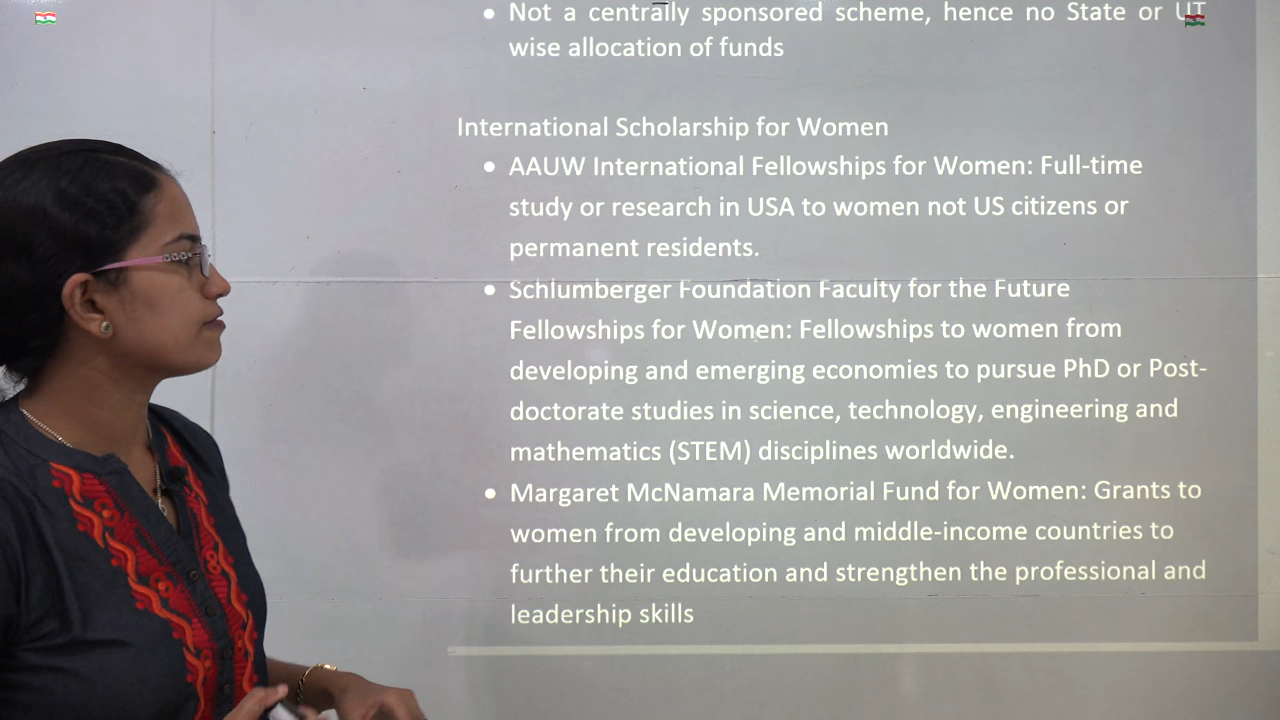 Not a centrally sponsored scheme, hence no State or UT
wise allocation of funds
International Scholarship for Women
AAUW International Fellowships for Women: Full-time
study or research in USA to women not US citizens or
permanent residents.
Schlumberger Foundation Faculty for the Future
Fellowships for Women: Fellowships to women from
developing and emerging economies to pursue PhD or Post-
doctorate studies in science, technology, engineering and
mathematics (STEM) disciplines worldwide.
Margaret McNamara Memorial Fund for Women: Grants to
women from developing and middle-income countries to
further their education and strengthen the professional and
leadership skills